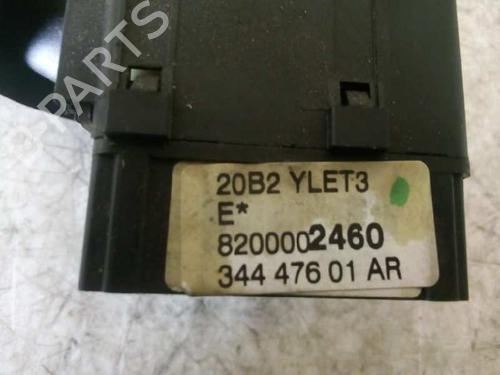 PARTS
20B2 YLET3
E*
8200002460
344 476 01 AR